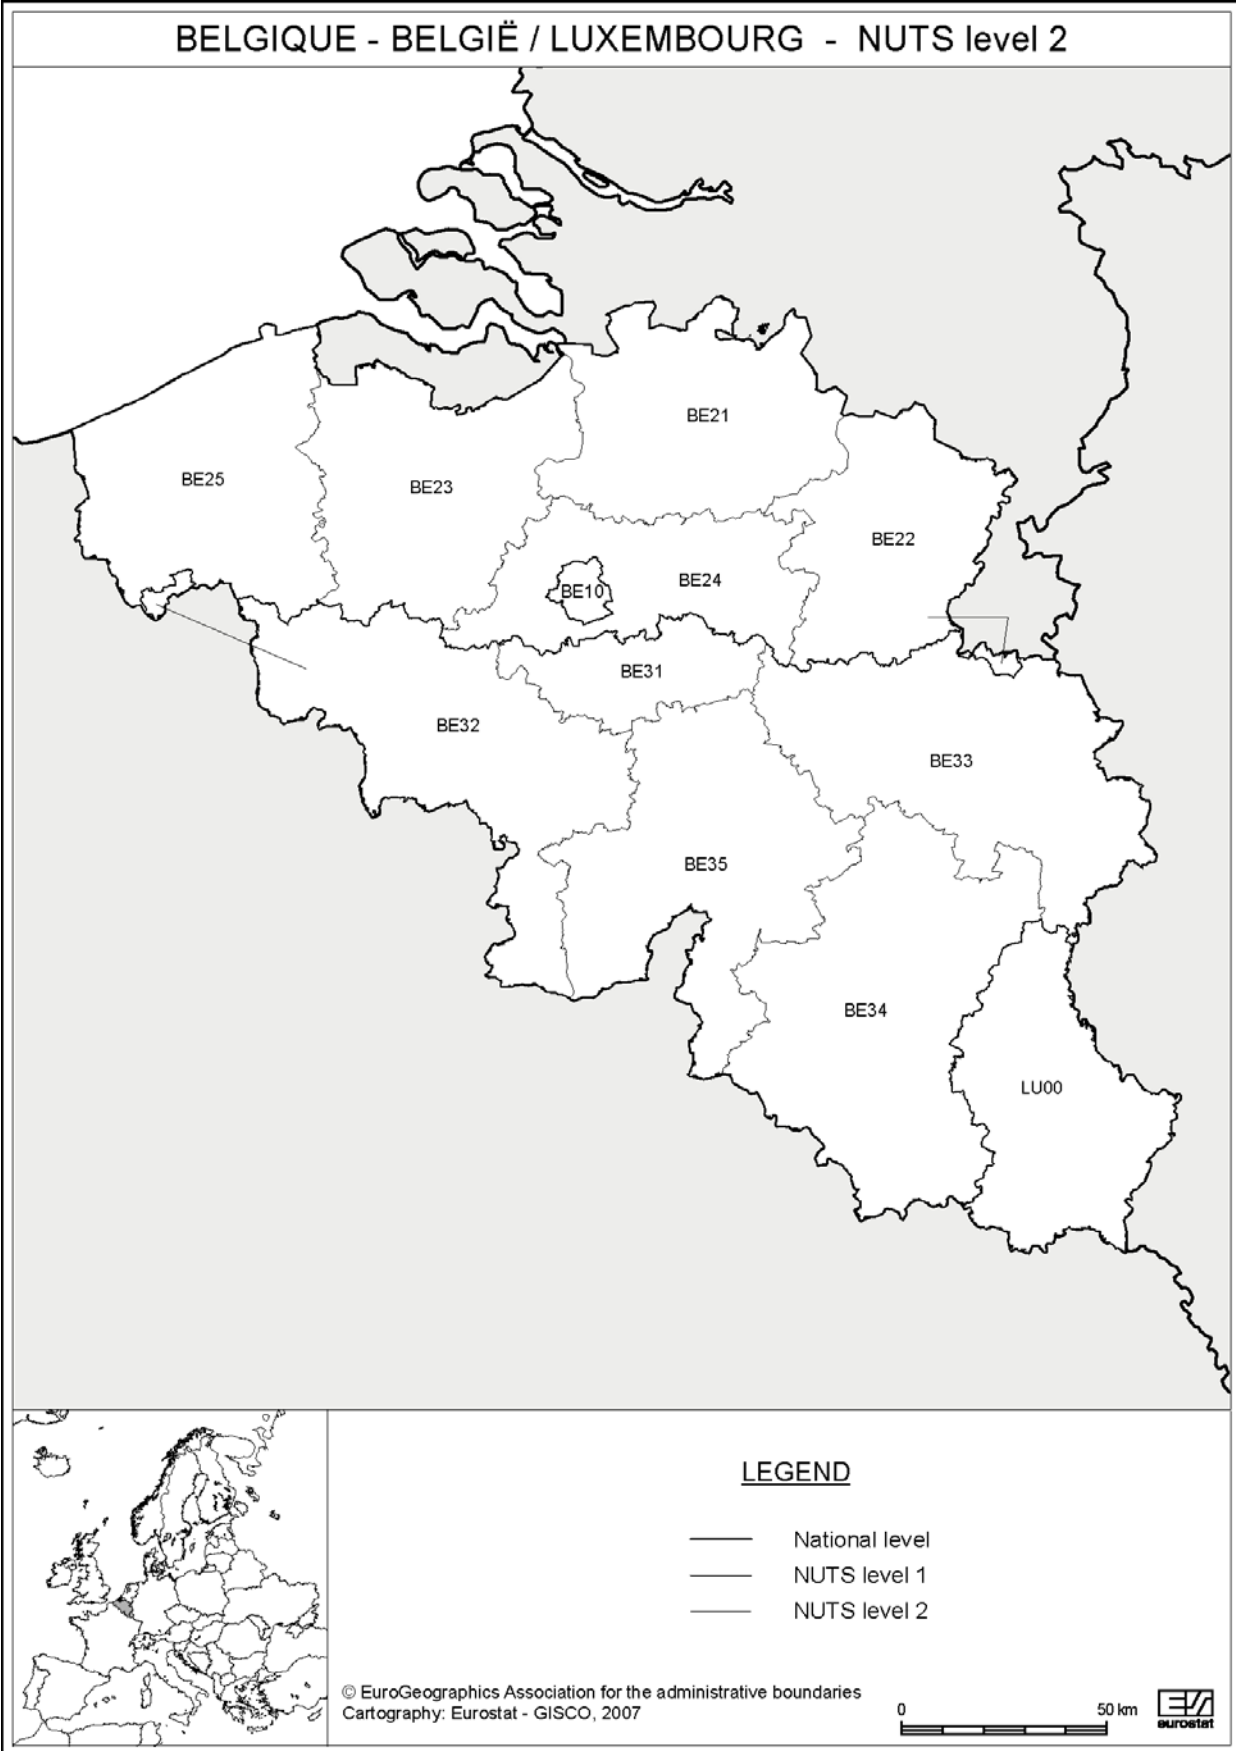 BELGIQUE - BELGIË / LUXEMBOURG - NUTS level 2
BE21
BE25
BE23
BE22
BE24
BE10
BE31
BE32
BE33
BE35
BE34
LU00
LEGEND
National level
NUTS level 1
NUTS level 2
© EuroGeographics Association for the administrative boundaries
Cartography: Eurostat - GISCO, 2007
0 50 km
eurostat